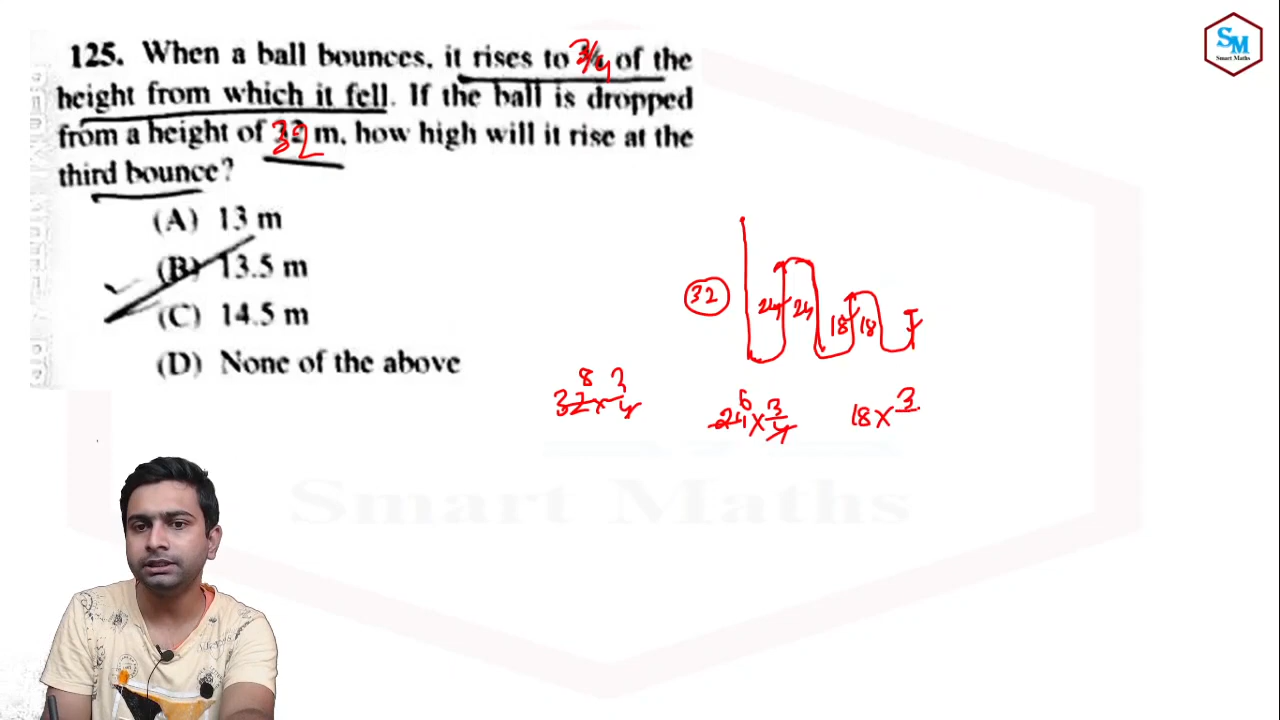 125. When a ball bounces, it rises to 3/4 of the
height from which it fell. If the ball is dropped
from a height of 32 m, how high will it rise at the
third bounce?
(A) 13 m
(B) 13.5 m
(C) 14.5 m
(D) None of the above
SM
Smart Maths
32
24 24
18 18
8 3
32 × 4
6
24 × 3/4
18 × 3
Smart Maths